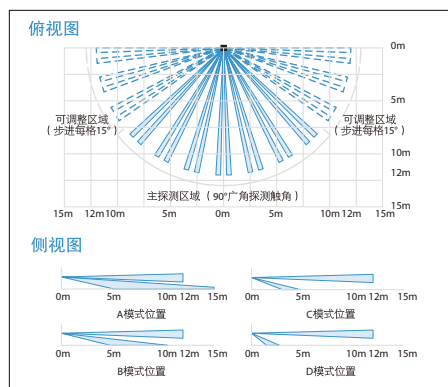 俯视图
0m
5m
可调整区域
(步进每格15°)
可调整区域
(步进每格15°)
10m
12m
主探测区域 (90°广角探测触角)
15m
15m 12m 10m 5m 0m 5m 10m 12m 15m
侧视图
0m 5m 10m 12m 15m
A模式位置
0m 5m 10m 12m 15m
C模式位置
0m 5m 10m 12m 15m
B模式位置
0m 5m 10m 12m 15m
D模式位置